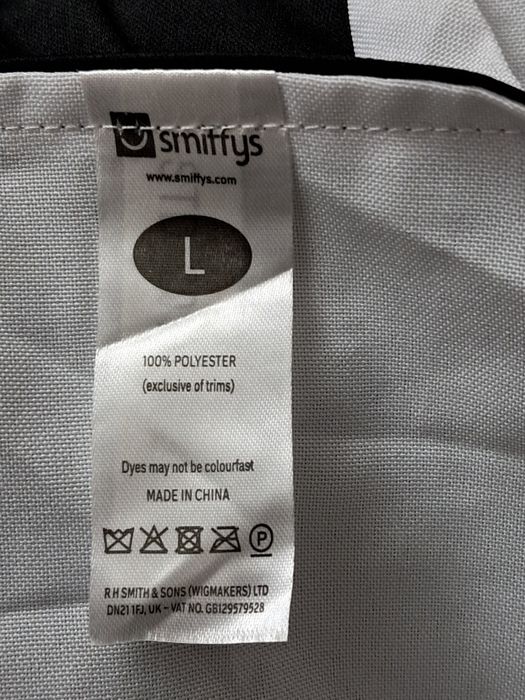 smiffys
www.smiffys.com
L
100% POLYESTER
(exclusive of trims)
Dyes may not be colourfast
MADE IN CHINA
P
R H SMITH & SONS (WIGMAKERS) LTD
DN21 1FJ, UK - VAT NO. GB129579528